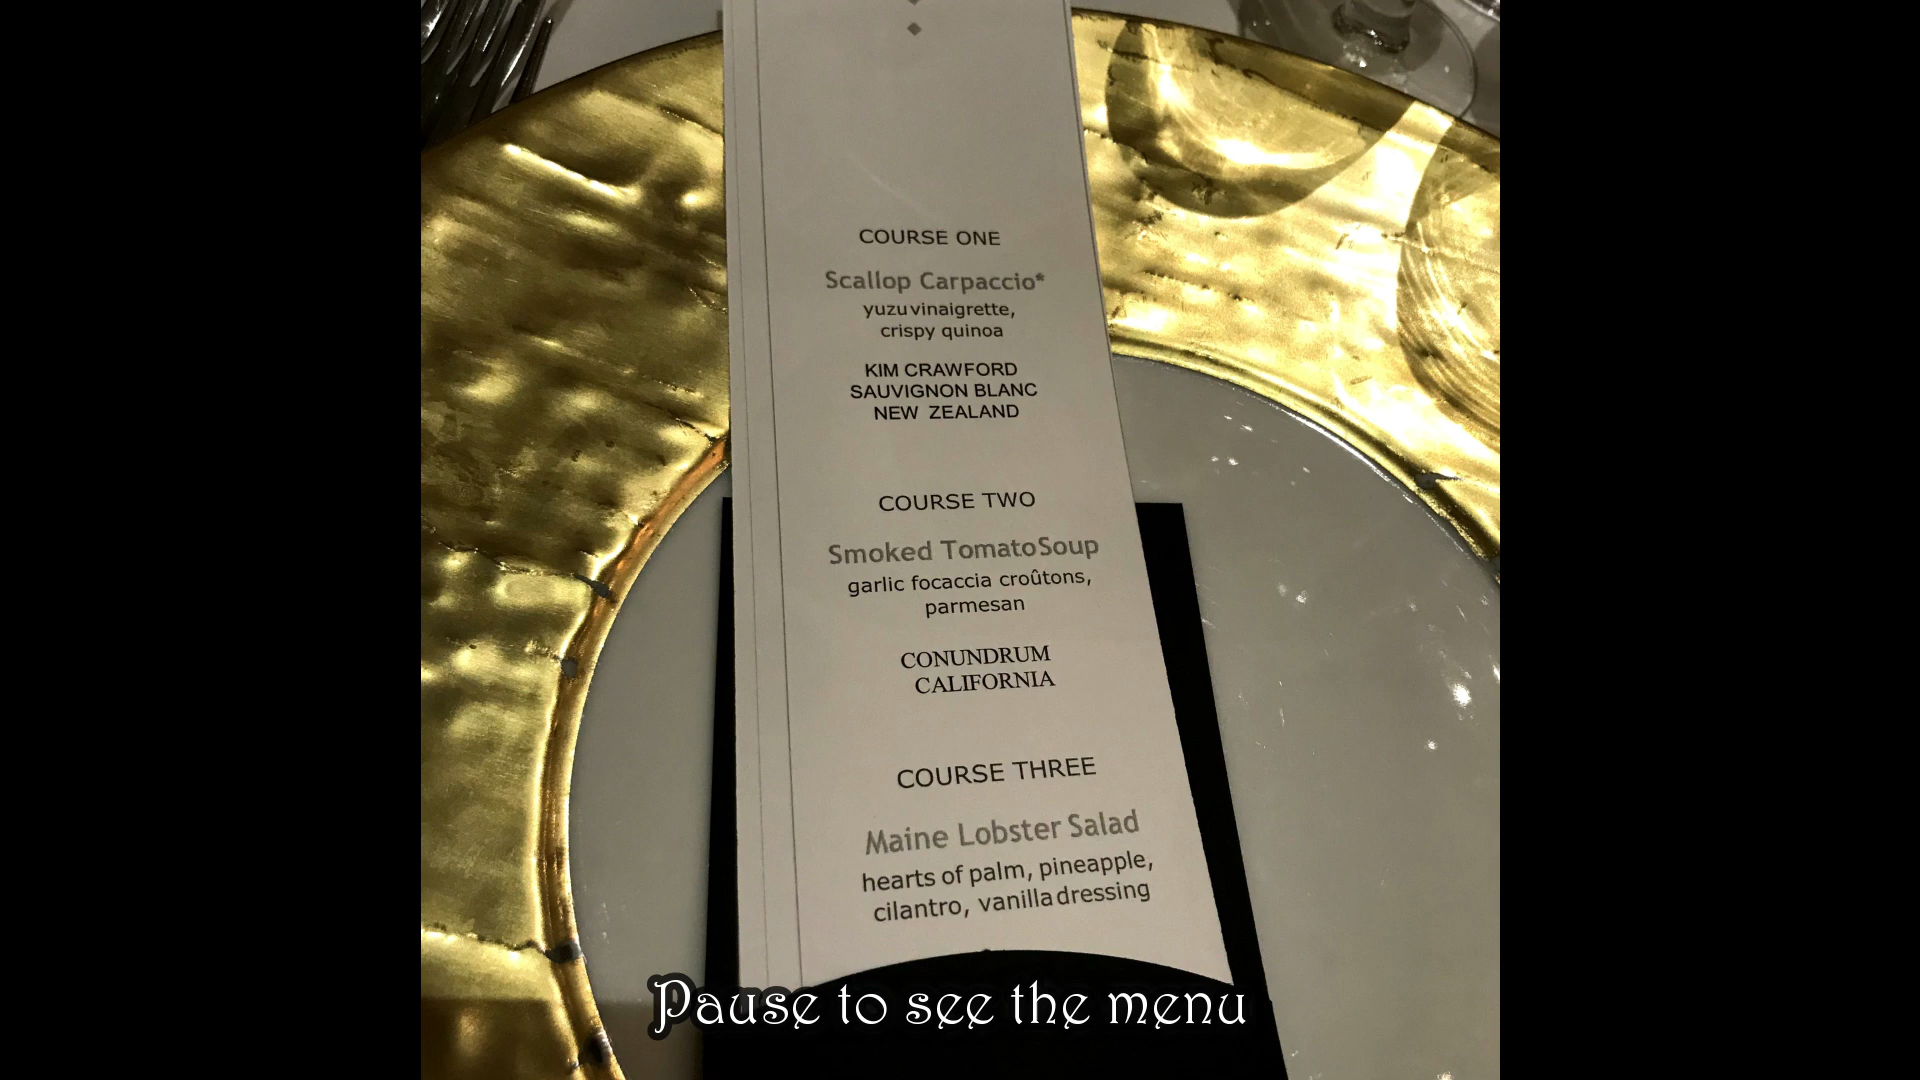 COURSE ONE
Scallop Carpaccio*
yuzu vinaigrette,
crispy quinoa
KIM CRAWFORD
SAUVIGNON BLANC
NEW ZEALAND
COURSE TWO
Smoked Tomato Soup
garlic focaccia croûtons,
parmesan
CONUNDRUM
CALIFORNIA
COURSE THREE
Maine Lobster Salad
hearts of palm, pineapple,
cilantro, vanilla dressing
Pause to see the menu